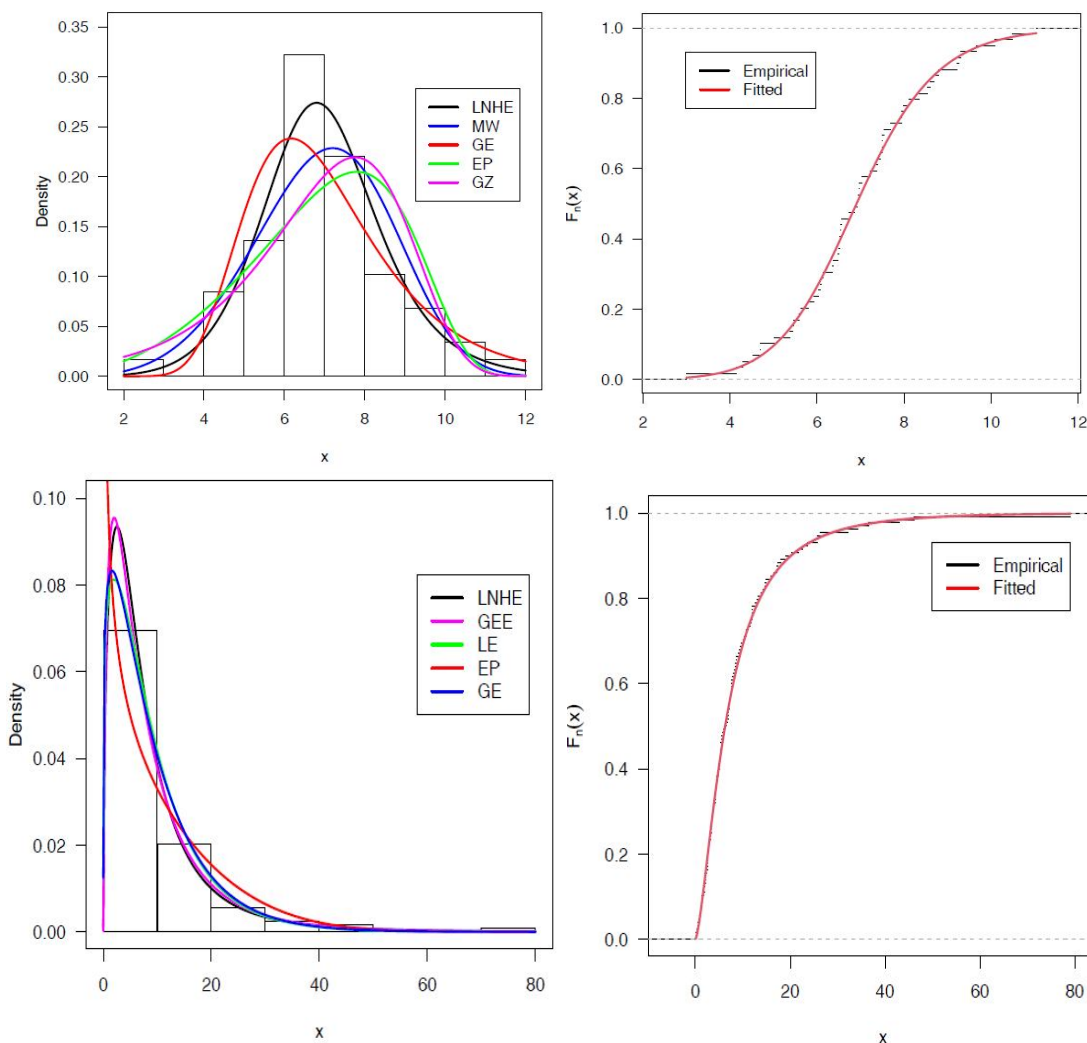 Density
0.35
0.30
0.25
0.20
0.15
0.10
0.05
0.00
LNHE
MW
GE
EP
GZ
2 4 6 8 10 12
x
Fn(x)
1.0
0.8
0.6
0.4
0.2
0.0
Empirical
Fitted
2 4 6 8 10 12
x
Density
0.10
0.08
0.06
0.04
0.02
0.00
LNHE
GEE
LE
EP
GE
0 20 40 60 80
x
Fn(x)
1.0
0.8
0.6
0.4
0.2
0.0
Empirical
Fitted
0 20 40 60 80
x